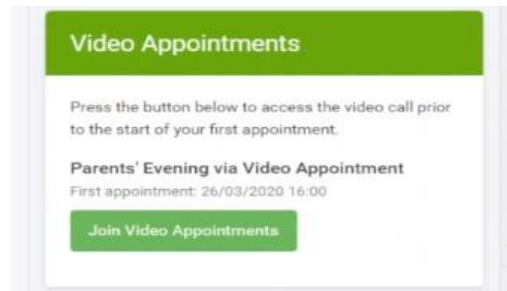 Video Appointments
Press the button below to access the video call prior
to the start of your first appointment.
Parents' Evening via Video Appointment
First appointment: 26/03/2020 16:00
Join Video Appointments